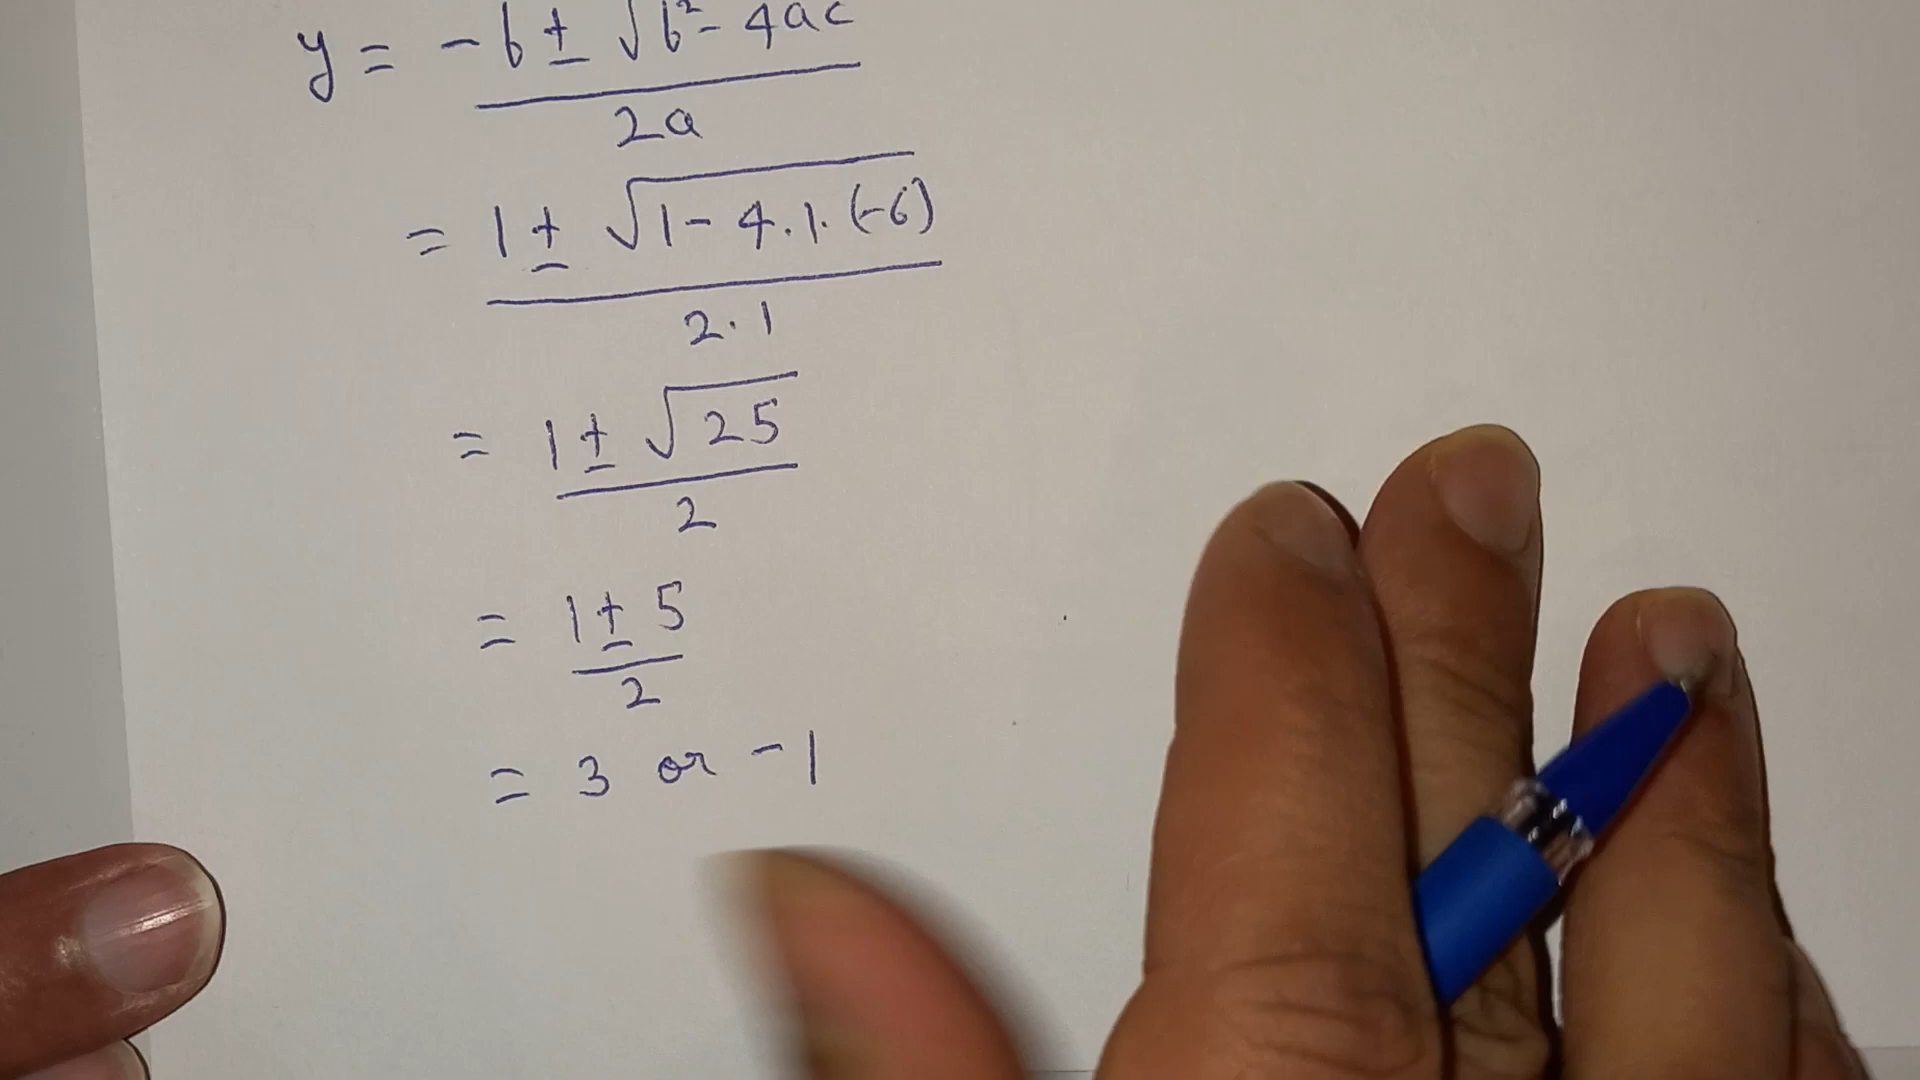 y = -b ± √b²- 4ac
2a
= 1 ± √1 - 4.1.(-6)
2.1
= 1 ± √25
2
= 1 ± 5
2
= 3 or -1